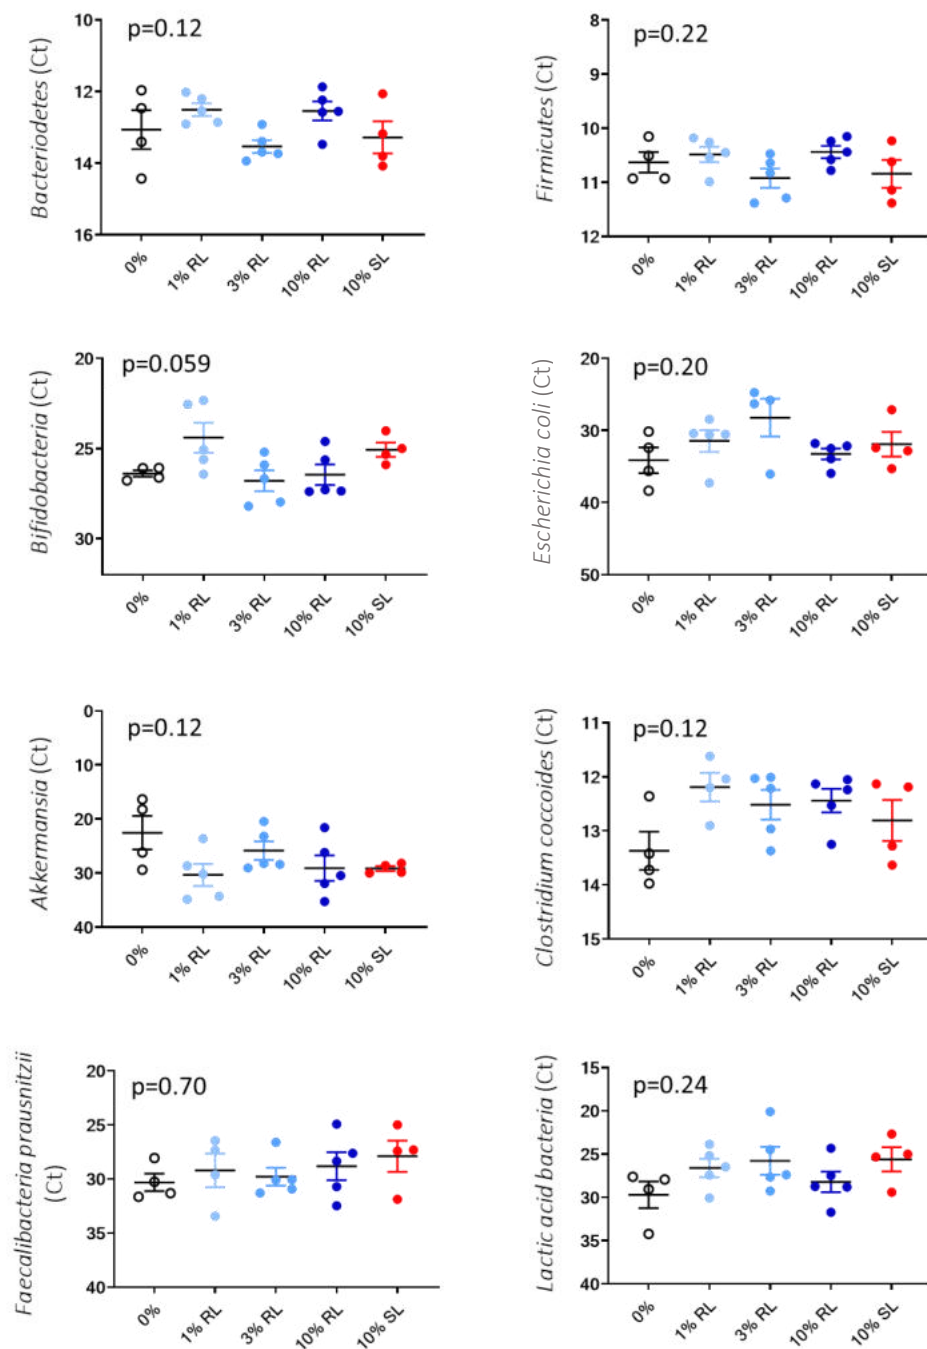 Bacteriodetes (Ct)
p=0.12
10
12
14
16
0%
1% RL
3% RL
10% RL
10% SL
Firmicutes (Ct)
p=0.22
8
9
10
11
12
0%
1% RL
3% RL
10% RL
10% SL
Bifidobacteria (Ct)
p=0.059
20
25
30
0%
1% RL
3% RL
10% RL
10% SL
Escherichia coli (Ct)
p=0.20
20
30
40
50
0%
1% RL
3% RL
10% RL
10% SL
Akkermansia (Ct)
p=0.12
0
10
20
30
40
0%
1% RL
3% RL
10% RL
10% SL
Clostridium coccoides (Ct)
p=0.12
11
12
13
14
15
0%
1% RL
3% RL
10% RL
10% SL
Faecalibacteria prausnitzii
(Ct)
p=0.70
20
25
30
35
40
0%
1% RL
3% RL
10% RL
10% SL
Lactic acid bacteria (Ct)
p=0.24
15
20
25
30
35
40
0%
1% RL
3% RL
10% RL
10% SL